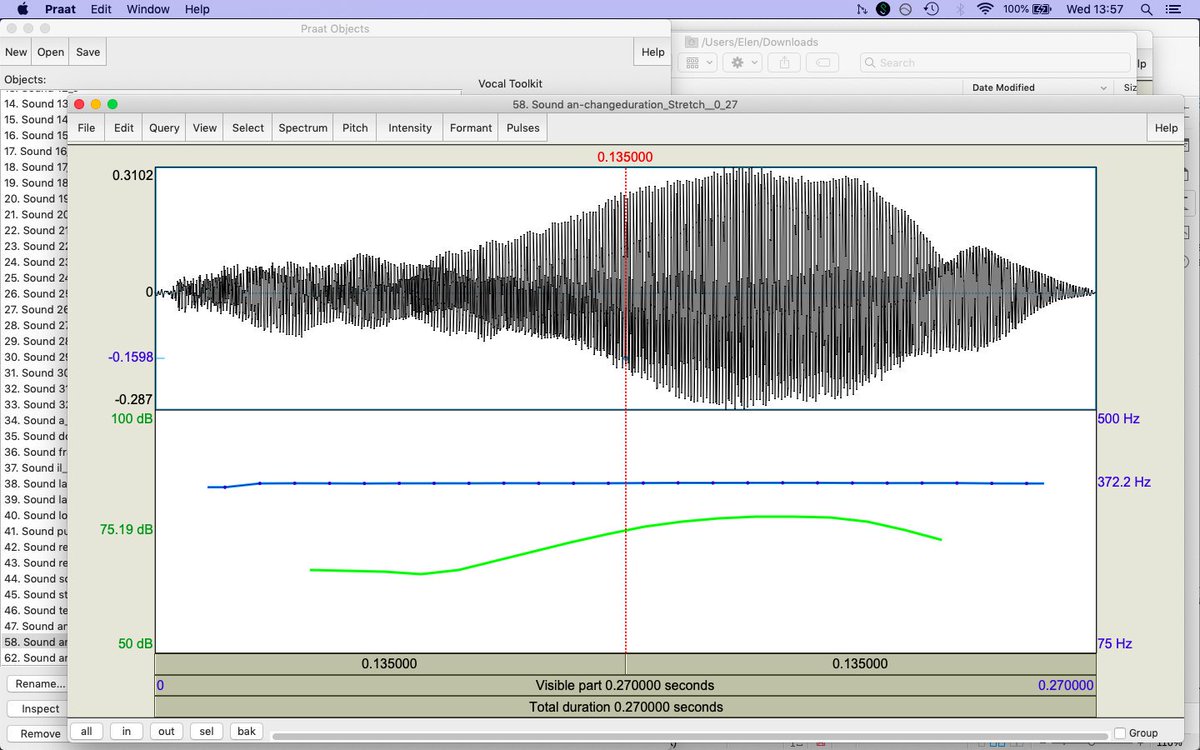 Praat Edit Window Help 100% Wed 13:57
Praat Objects
New Open Save Help
/Users/Elen/Downloads
Search
Objects:
Vocal Toolkit
Date Modified
14. Sound 13
15. Sound 14
16. Sound 15
17. Sound 16
18. Sound 17
19. Sound 18
20. Sound 19
21. Sound 20
22. Sound 21
23. Sound 22
24. Sound 23
25. Sound 24
26. Sound 25
27. Sound 26
28. Sound 27
29. Sound 28
30. Sound 29
31. Sound 30
32. Sound 31
33. Sound 32
34. Sound a_
35. Sound do
36. Sound fr
37. Sound il_
38. Sound la
39. Sound la
40. Sound lo
41. Sound pu
42. Sound re
43. Sound re
44. Sound so
45. Sound st
46. Sound te
47. Sound an
58. Sound an
62. Sound an
Rename...
Inspect
Remove
58. Sound an-changeduration_Stretch__0_27
File Edit Query View Select Spectrum Pitch Intensity Formant Pulses Help
0.135000
0.3102
0
-0.1598
-0.287
100 dB
500 Hz
372.2 Hz
75.19 dB
50 dB
75 Hz
0.135000 0.135000
0 Visible part 0.270000 seconds 0.270000
Total duration 0.270000 seconds
all in out sel bak Group